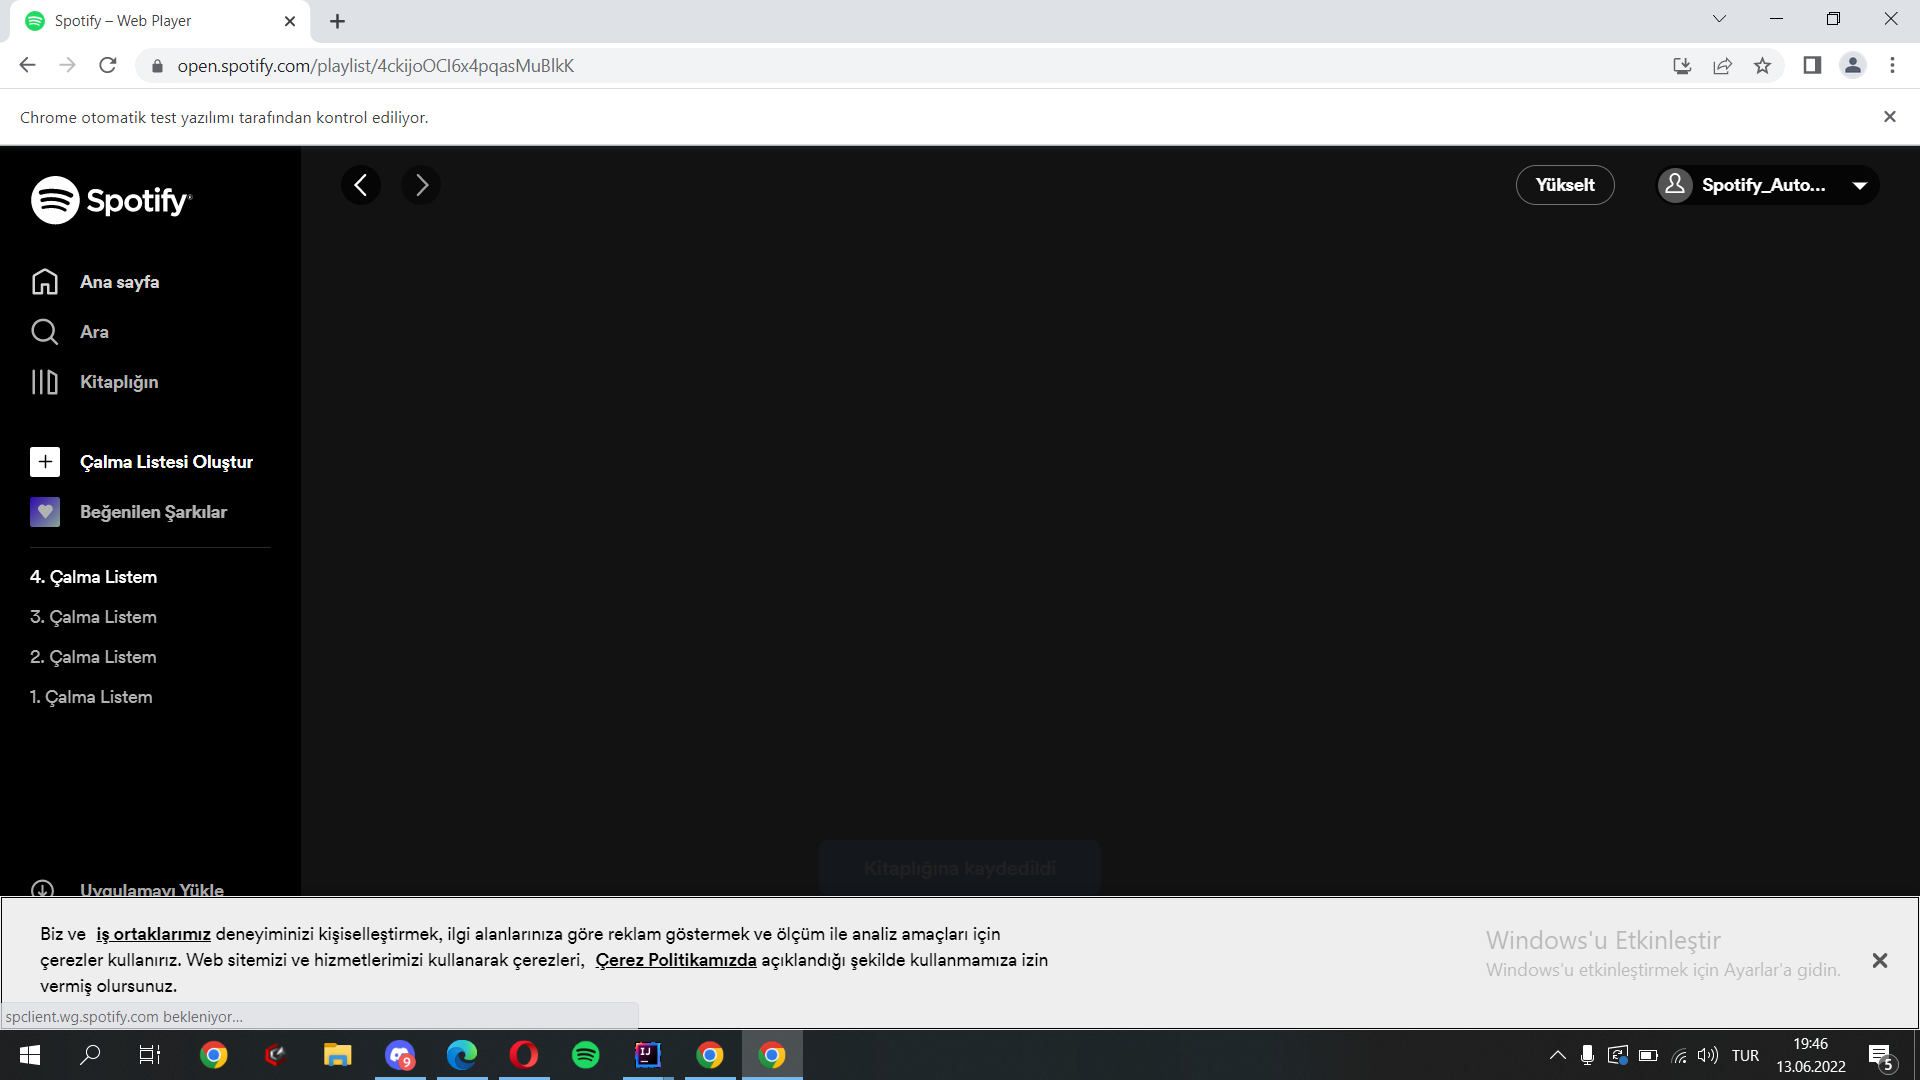 Spotify – Web Player
open.spotify.com/playlist/4ckijoOCl6x4pqasMuBlkK
Chrome otomatik test yazılımı tarafından kontrol ediliyor.
Spotify
Yükselt
Spotify_Auto...
Ana sayfa
Ara
Kitaplığın
Çalma Listesi Oluştur
Beğenilen Şarkılar
4. Çalma Listem
3. Çalma Listem
2. Çalma Listem
1. Çalma Listem
Kitaplığına kaydedildi
Uygulamayı Yükle
Biz ve iş ortaklarımız deneyiminizi kişiselleştirmek, ilgi alanlarınıza göre reklam göstermek ve ölçüm ile analiz amaçları için
çerezler kullanırız. Web sitemizi ve hizmetlerimizi kullanarak çerezleri, Çerez Politikamızda açıklandığı şekilde kullanmamıza izin
vermiş olursunuz.
Windows'u Etkinleştir
Windows'u etkinleştirmek için Ayarlar'a gidin.
spclient.wg.spotify.com bekleniyor...
9
IJ
TUR
19:46
13.06.2022
5